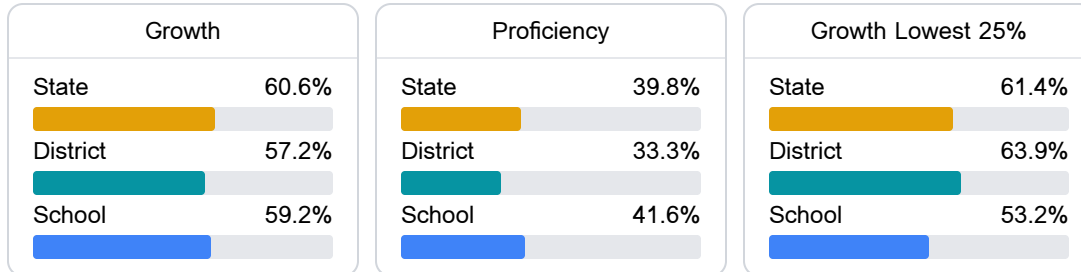 Growth
State 60.6%
District 57.2%
School 59.2%
Proficiency
State 39.8%
District 33.3%
School 41.6%
Growth Lowest 25%
State 61.4%
District 63.9%
School 53.2%